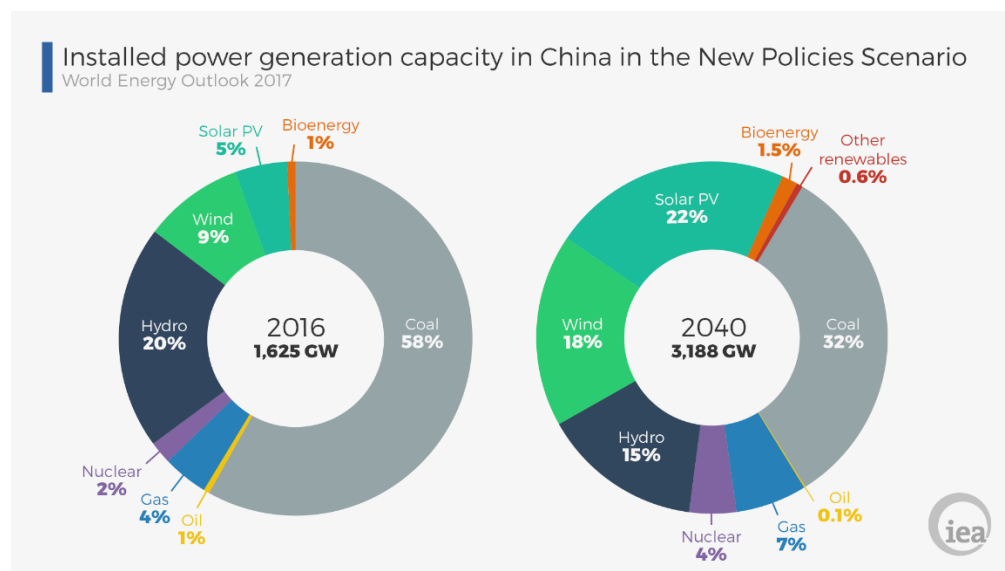 Installed power generation capacity in China in the New Policies Scenario
World Energy Outlook 2017
Solar PV
5%
Bioenergy
1%
Wind
9%
Hydro
20%
2016
1,625 GW
Coal
58%
Nuclear
2%
Gas
4%
Oil
1%
Bioenergy
1.5%
Other
renewables
0.6%
Solar PV
22%
Wind
18%
2040
3,188 GW
Coal
32%
Hydro
15%
Nuclear
4%
Gas
7%
Oil
0.1%
iea